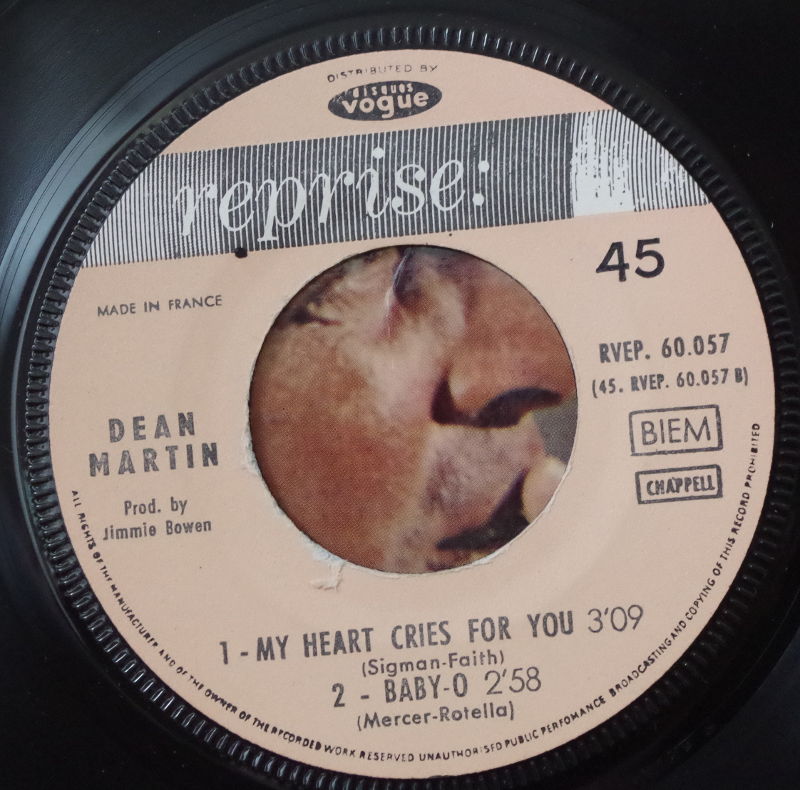 DISTRIBUTED BY
DISQUES
vogue
reprise:
45
MADE IN FRANCE
RVEP. 60.057
(45. RVEP. 60.057 B)
BIEM
CHAPPELL
DEAN
MARTIN
Prod. by
Jimmie Bowen
1 - MY HEART CRIES FOR YOU 3'09
(Sigman-Faith)
2 - BABY-O 2'58
(Mercer-Rotella)
ALL RIGHTS OF THE MANUFACTURER AND OF THE OWNER OF THE RECORDED WORK RESERVED UNAUTHORISED PUBLIC PERFOMANCE BROADCASTING AND COPYING OF THIS RECORD PROHIBITED